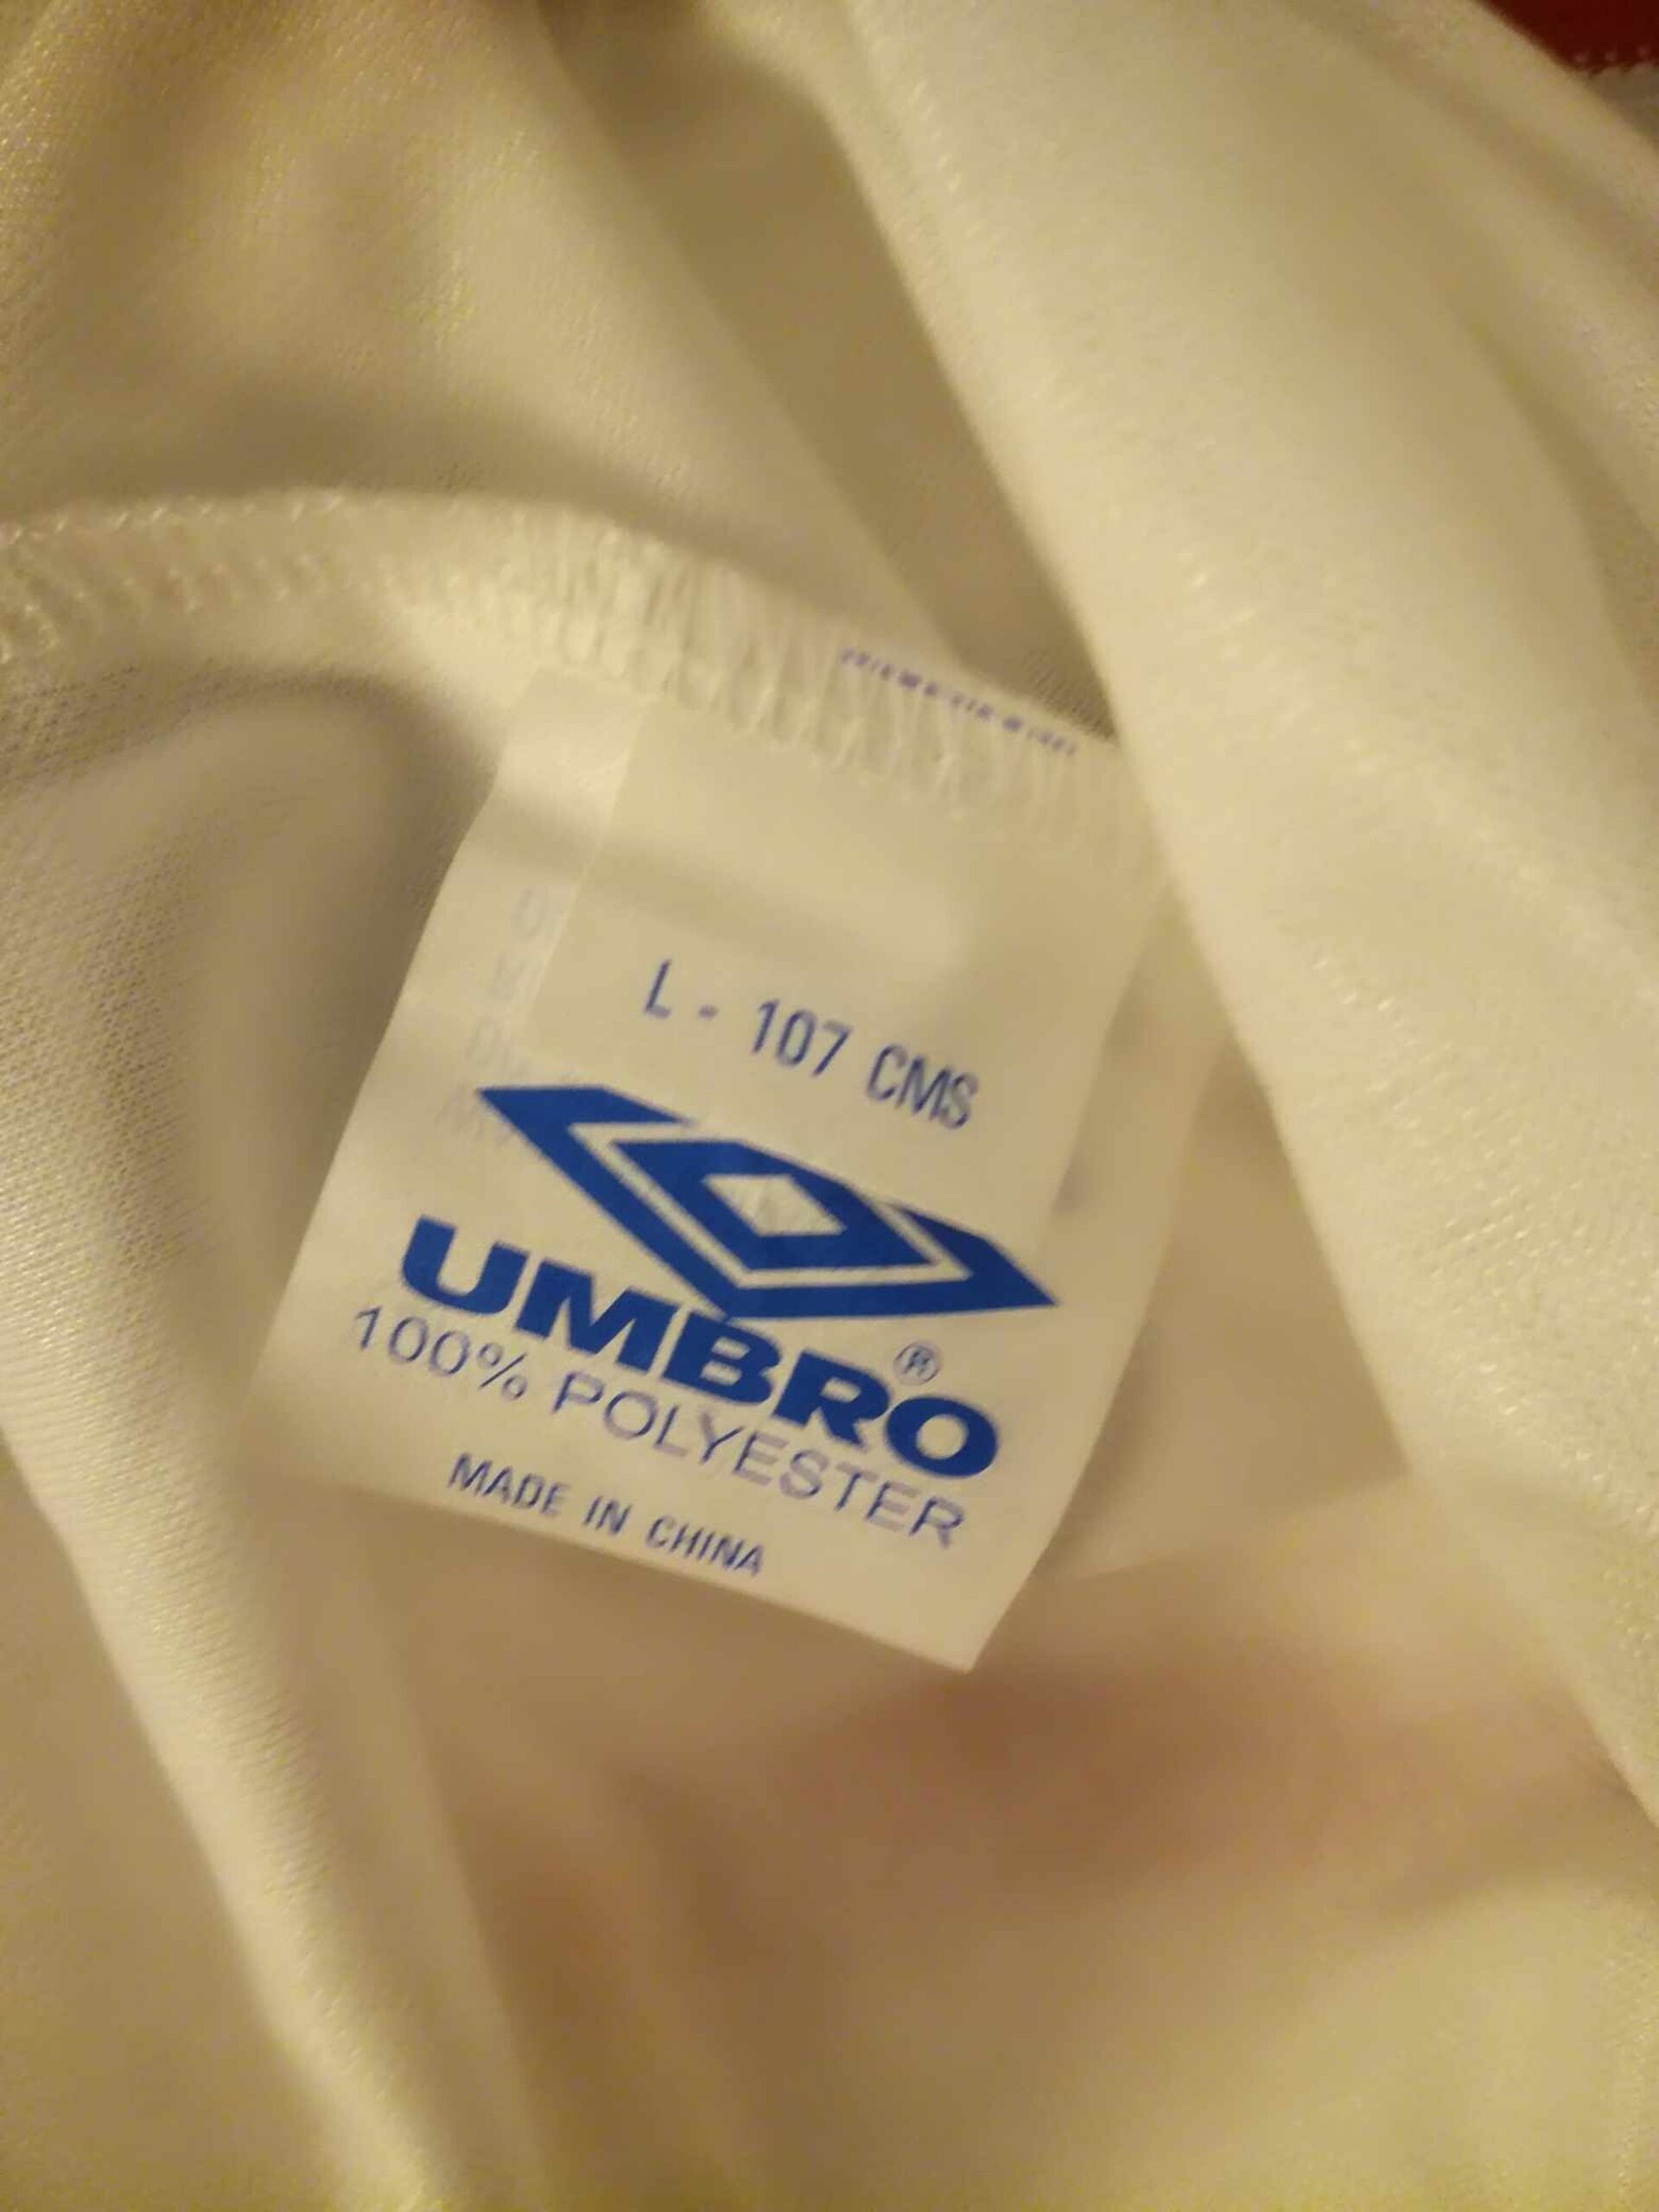 L - 107 CMS
UMBRO®
100% POLYESTER
MADE IN CHINA